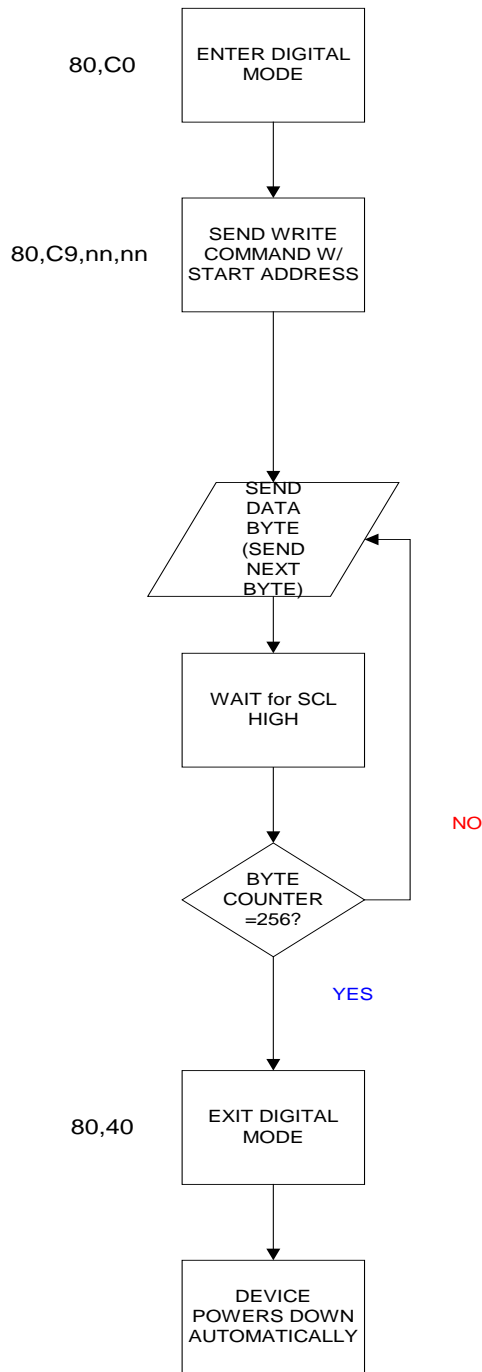 80,C0
ENTER DIGITAL
MODE
80,C9,nn,nn
SEND WRITE
COMMAND W/
START ADDRESS
SEND
DATA
BYTE
(SEND
NEXT
BYTE)
WAIT for SCL
HIGH
NO
BYTE
COUNTER
=256?
YES
80,40
EXIT DIGITAL
MODE
DEVICE
POWERS DOWN
AUTOMATICALLY